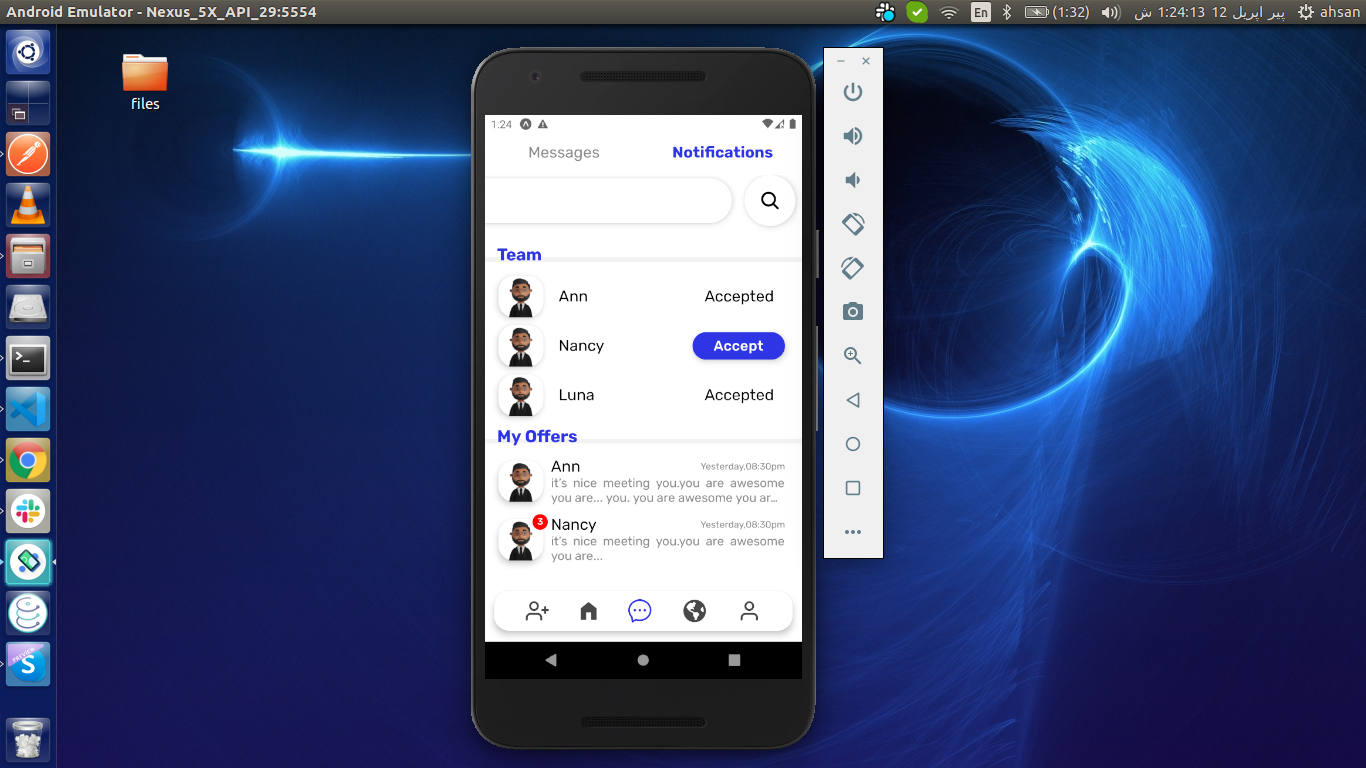 Android Emulator - Nexus_5X_API_29:5554
En
(1:32)
پیر اپریل 12 1:24:13 ش
ahsan
files
1:24
Messages
Notifications
Team
Ann
Accepted
Nancy
Accept
Luna
Accepted
My Offers
Ann
Yesterday,08:30pm
it's nice meeting you.you are awesome
you are... you. you are awesome you ar...
3
Nancy
Yesterday,08:30pm
it's nice meeting you.you are awesome
you are...
PREVIEW
S